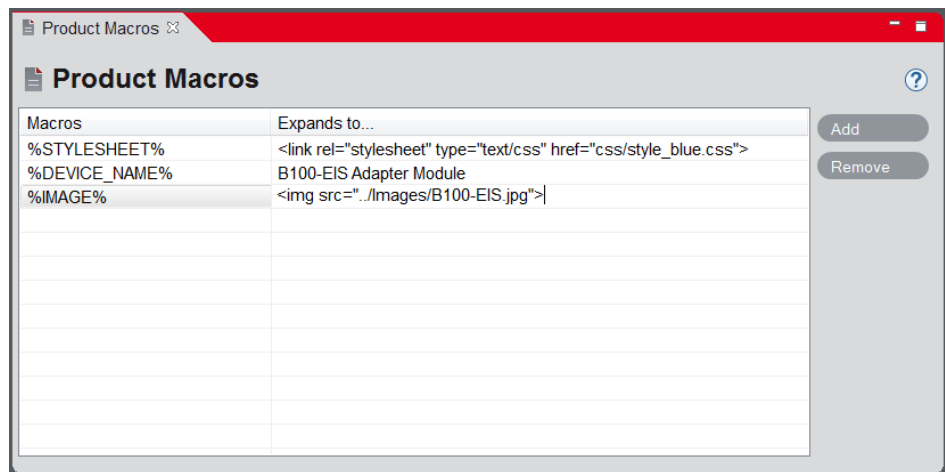 Product Macros
Product Macros
?
Macros Expands to...
Add
%STYLESHEET% <link rel="stylesheet" type="text/css" href="css/style_blue.css">
%DEVICE_NAME% B100-EIS Adapter Module
Remove
%IMAGE% <img src="../Images/B100-EIS.jpg">